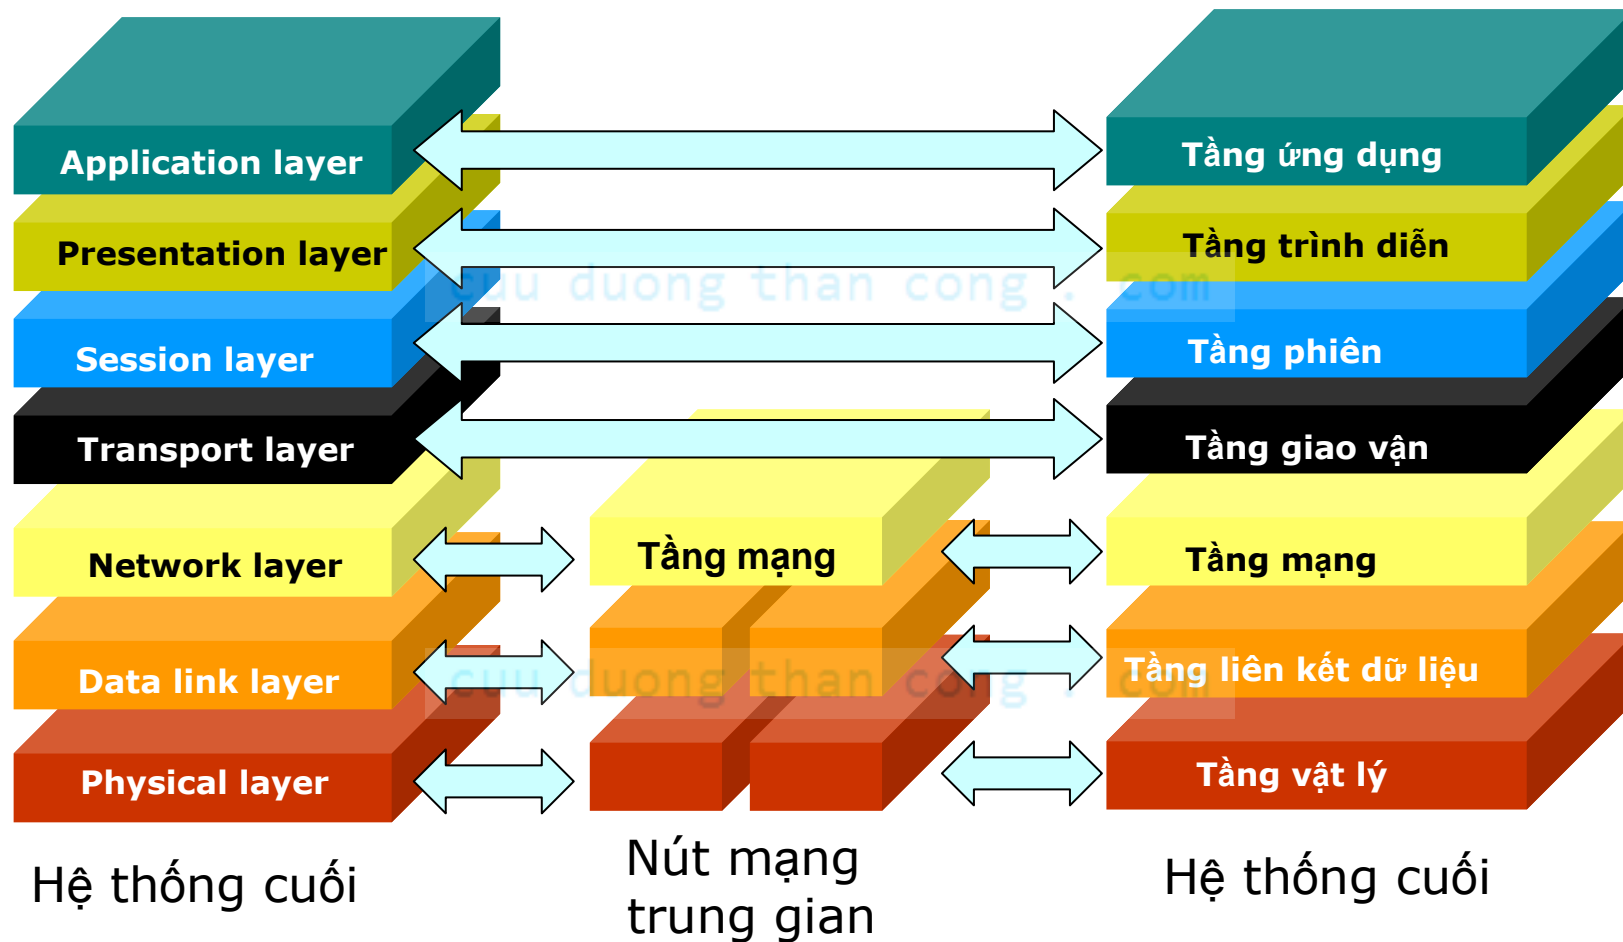 Application layer
Presentation layer
Session layer
Transport layer
Network layer
Data link layer
Physical layer
Hệ thống cuối
Tầng mạng
Nút mạng
trung gian
Tầng ứng dụng
Tầng trình diễn
Tầng phiên
Tầng giao vận
Tầng mạng
Tầng liên kết dữ liệu
Tầng vật lý
Hệ thống cuối
cuu duong than cong . com
cuu duong than cong . com